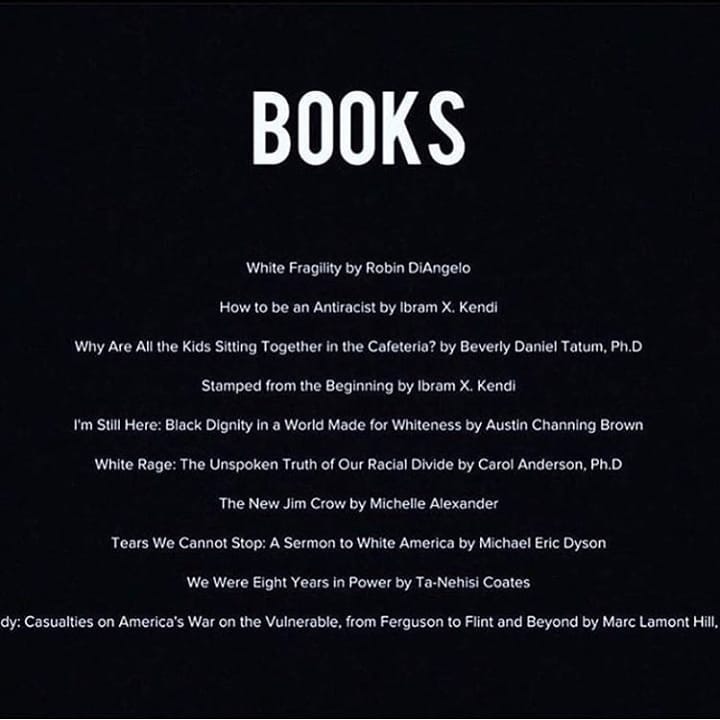 BOOKS
White Fragility by Robin DiAngelo
How to be an Antiracist by Ibram X. Kendi
Why Are All the Kids Sitting Together in the Cafeteria? by Beverly Daniel Tatum, Ph.D
Stamped from the Beginning by Ibram X. Kendi
I'm Still Here: Black Dignity in a World Made for Whiteness by Austin Channing Brown
White Rage: The Unspoken Truth of Our Racial Divide by Carol Anderson, Ph.D
The New Jim Crow by Michelle Alexander
Tears We Cannot Stop: A Sermon to White America by Michael Eric Dyson
We Were Eight Years in Power by Ta-Nehisi Coates
dy: Casualties on America's War on the Vulnerable, from Ferguson to Flint and Beyond by Marc Lamont Hill,